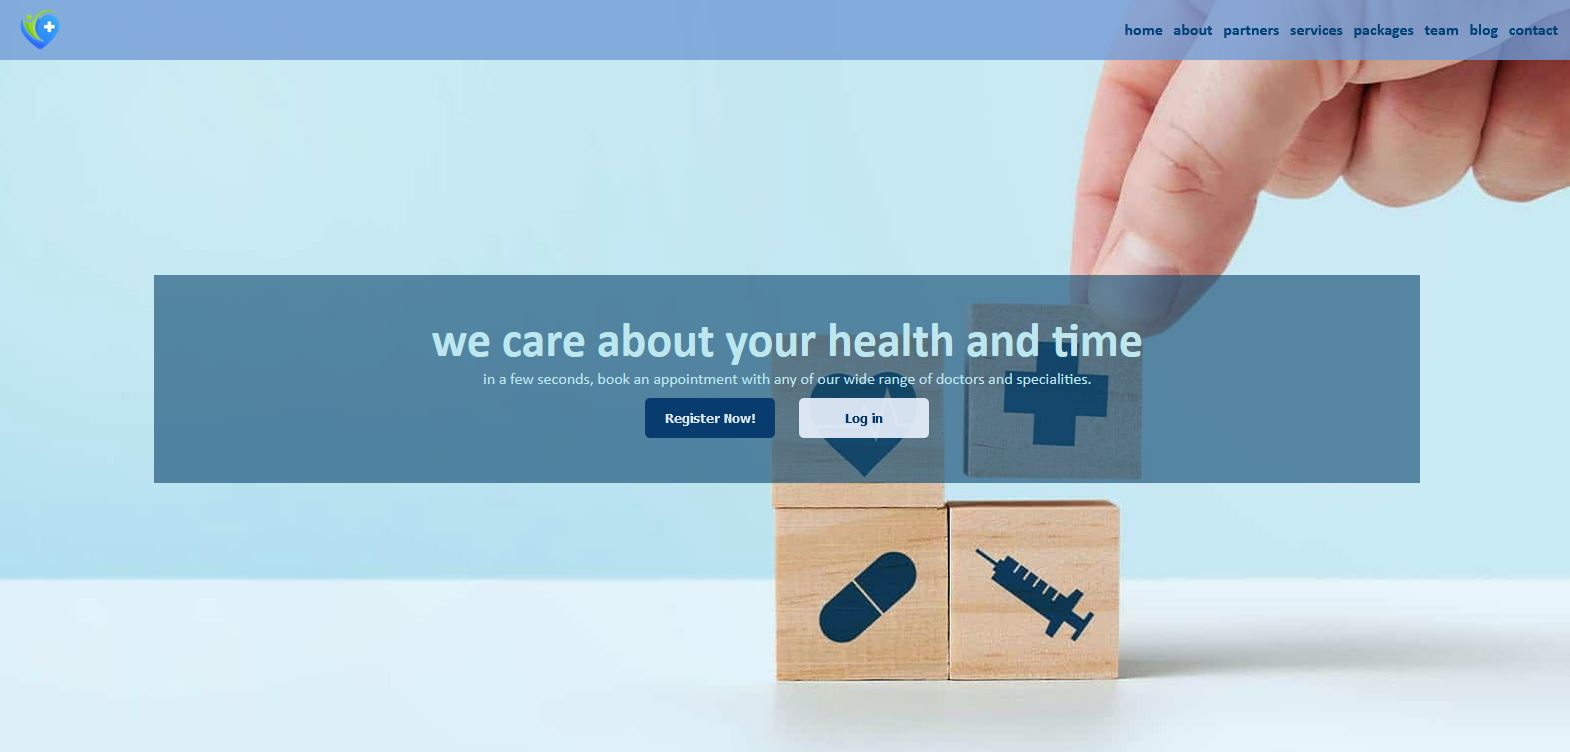 home about partners services packages team blog contact
we care about your health and time
in a few seconds, book an appointment with any of our wide range of doctors and specialities.
Register Now! Log in